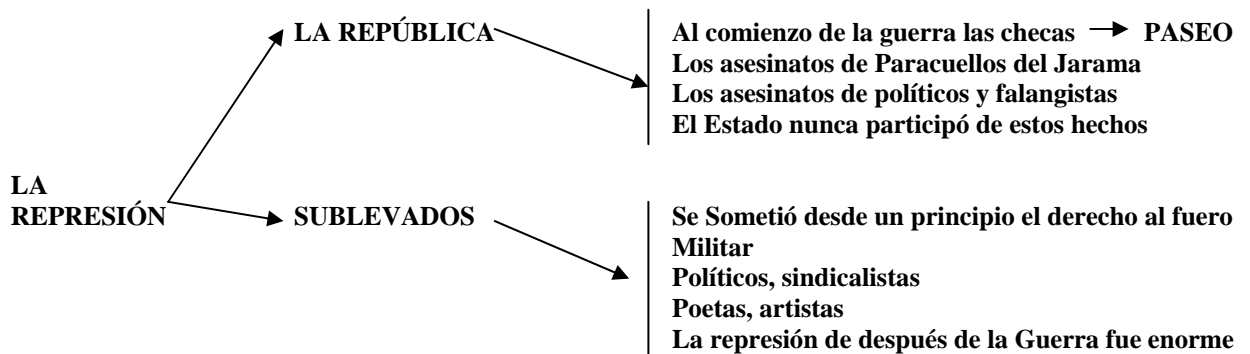 LA REPÚBLICA
Al comienzo de la guerra las checas PASEO
Los asesinatos de Paracuellos del Jarama
Los asesinatos de políticos y falangistas
El Estado nunca participó de estos hechos
LA
REPRESIÓN
SUBLEVADOS
Se Sometió desde un principio el derecho al fuero
Militar
Políticos, sindicalistas
Poetas, artistas
La represión de después de la Guerra fue enorme